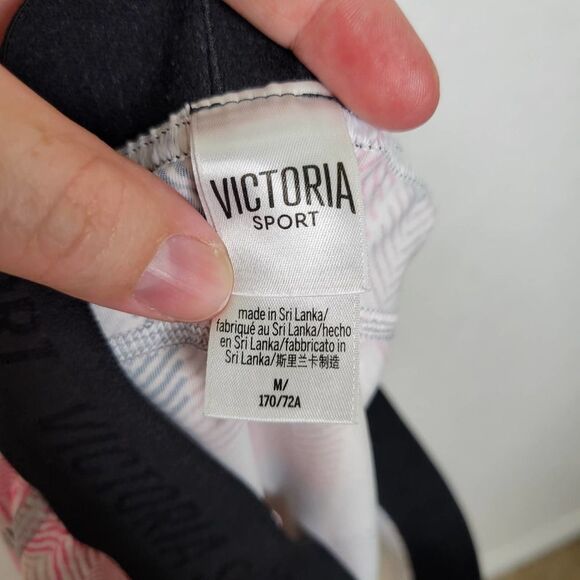 VICTORIA
SPORT
made in Sri Lanka/
fabriqué au Sri Lanka/hecho
en Sri Lanka/fabbricato in
Sri Lanka/斯里兰卡制造
M/
170/72A
VICTORIA